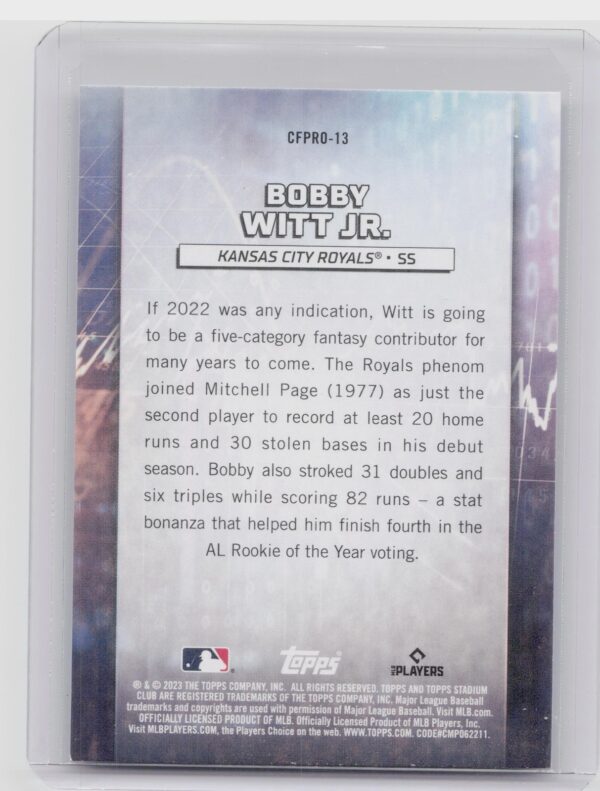 CFPRO-13
BOBBY
WITT JR.
KANSAS CITY ROYALS® • SS
If 2022 was any indication, Witt is going
to be a five-category fantasy contributor for
many years to come. The Royals phenom
joined Mitchell Page (1977) as just the
second player to record at least 20 home
runs and 30 stolen bases in his debut
season. Bobby also stroked 31 doubles and
six triples while scoring 82 runs – a stat
bonanza that helped him finish fourth in the
AL Rookie of the Year voting.
Topps
PLAYERS
® & © 2023 THE TOPPS COMPANY, INC. ALL RIGHTS RESERVED. TOPPS AND TOPPS STADIUM
CLUB ARE REGISTERED TRADEMARKS OF THE TOPPS COMPANY, INC. Major League Baseball
trademarks and copyrights are used with permission of Major League Baseball. Visit MLB.com.
OFFICIALLY LICENSED PRODUCT OF MLB. Officially Licensed Product of MLB Players, Inc.
Visit MLBPLAYERS.com, the Players Choice on the web. WWW.TOPPS.COM. CODE#CMP062211.